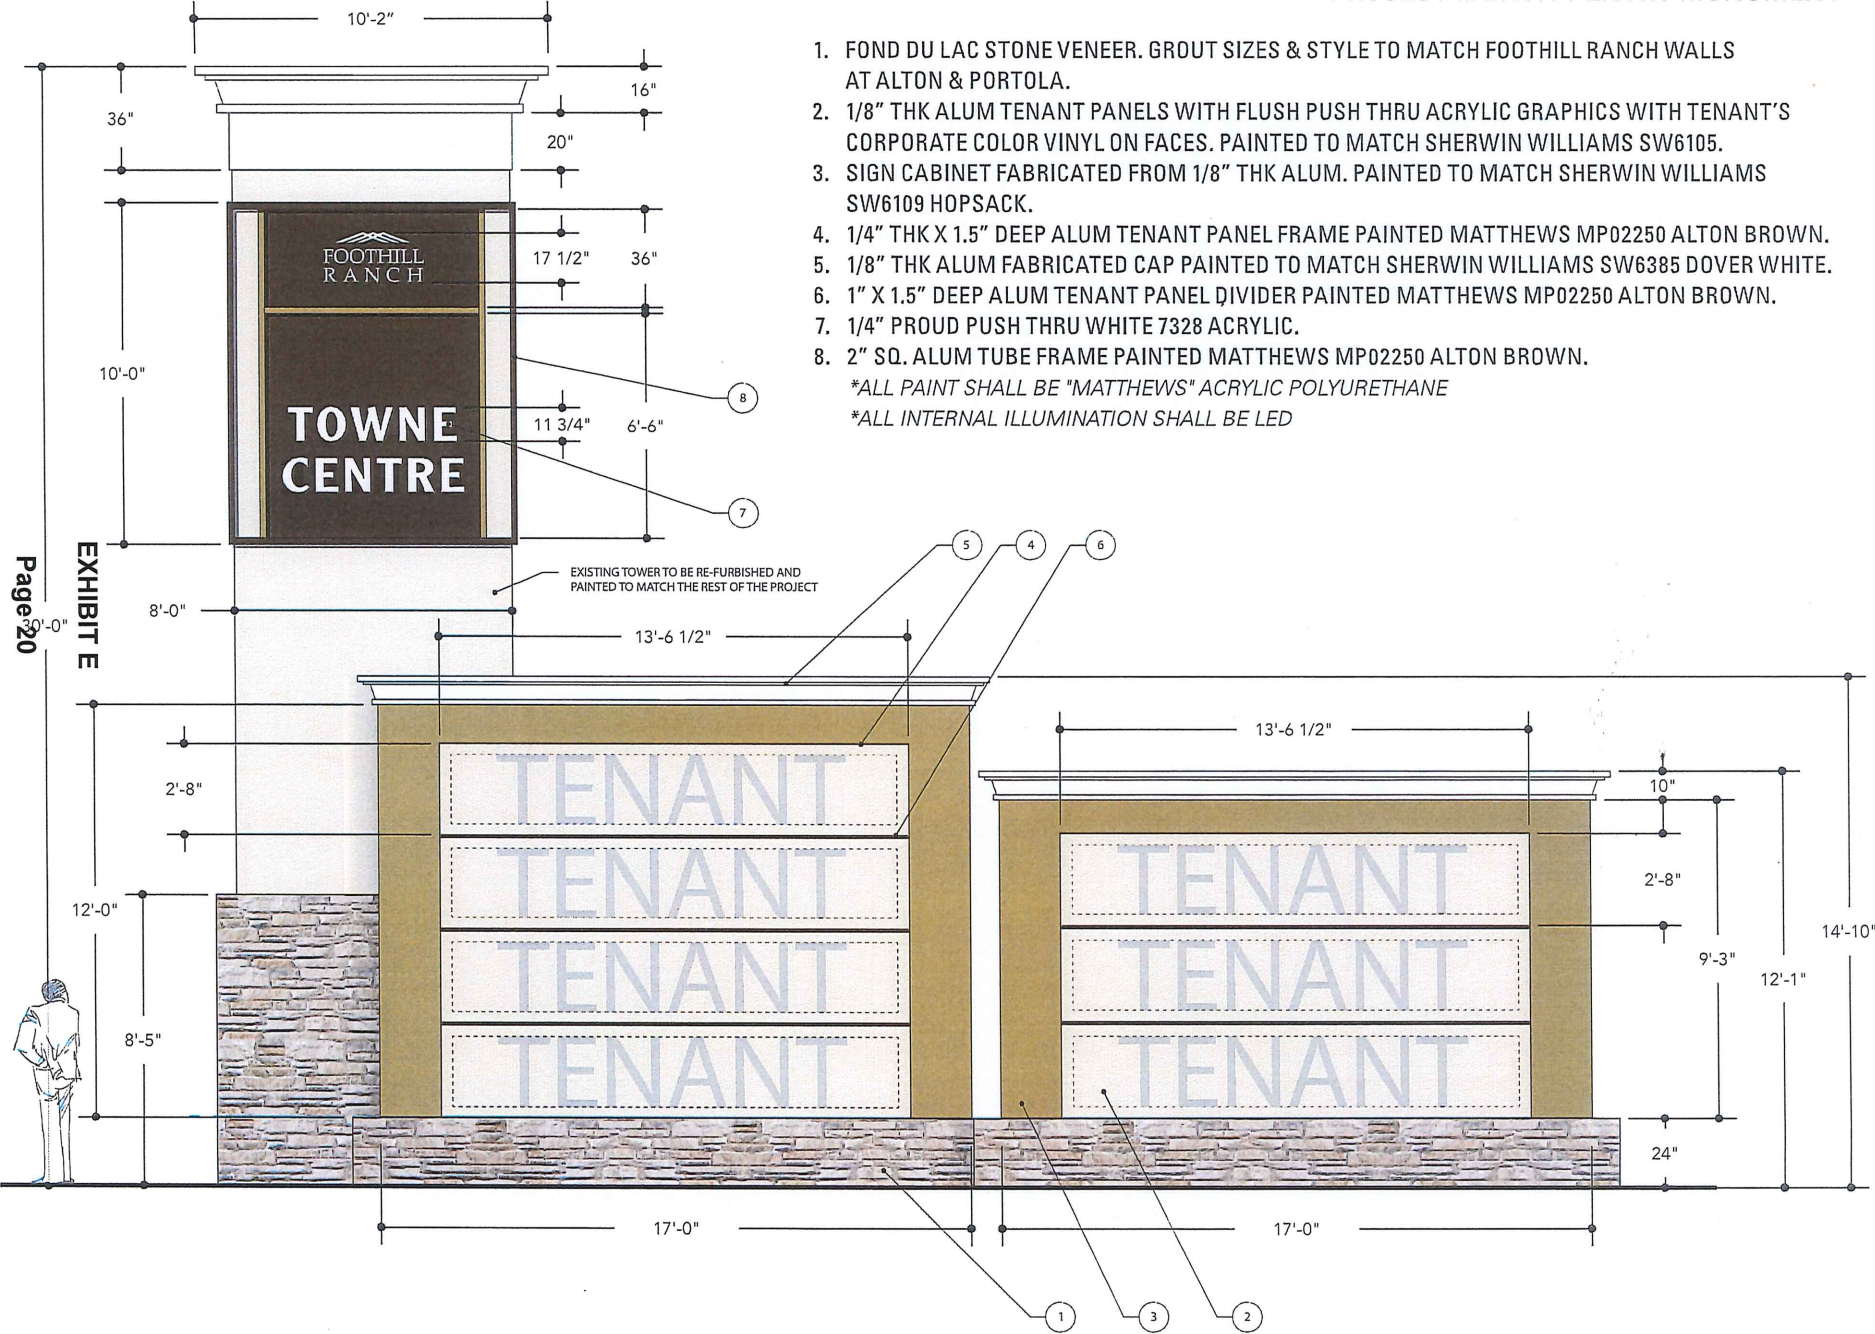 10'-2"
1. FOND DU LAC STONE VENEER. GROUT SIZES & STYLE TO MATCH FOOTHILL RANCH WALLS
AT ALTON & PORTOLA.
2. 1/8" THK ALUM TENANT PANELS WITH FLUSH PUSH THRU ACRYLIC GRAPHICS WITH TENANT'S
CORPORATE COLOR VINYL ON FACES. PAINTED TO MATCH SHERWIN WILLIAMS SW6105.
3. SIGN CABINET FABRICATED FROM 1/8" THK ALUM. PAINTED TO MATCH SHERWIN WILLIAMS
SW6109 HOPSACK.
4. 1/4" THK X 1.5" DEEP ALUM TENANT PANEL FRAME PAINTED MATTHEWS MP02250 ALTON BROWN.
5. 1/8" THK ALUM FABRICATED CAP PAINTED TO MATCH SHERWIN WILLIAMS SW6385 DOVER WHITE.
6. 1" X 1.5" DEEP ALUM TENANT PANEL DIVIDER PAINTED MATTHEWS MP02250 ALTON BROWN.
7. 1/4" PROUD PUSH THRU WHITE 7328 ACRYLIC.
8. 2" SQ. ALUM TUBE FRAME PAINTED MATTHEWS MP02250 ALTON BROWN.
*ALL PAINT SHALL BE "MATTHEWS" ACRYLIC POLYURETHANE
*ALL INTERNAL ILLUMINATION SHALL BE LED
36"
16"
20"
FOOTHILL
RANCH
17 1/2"
36"
10'-0"
TOWNE
CENTRE
11 3/4"
6'-6"
8
7
EXHIBIT E
Page 20
30'-0"
EXISTING TOWER TO BE RE-FURBISHED AND
PAINTED TO MATCH THE REST OF THE PROJECT
5
4
6
8'-0"
13'-6 1/2"
13'-6 1/2"
2'-8"
TENANT
TENANT
TENANT
TENANT
TENANT
TENANT
TENANT
10"
2'-8"
12'-0"
8'-5"
9'-3"
12'-1"
14'-10"
24"
17'-0"
17'-0"
1
3
2